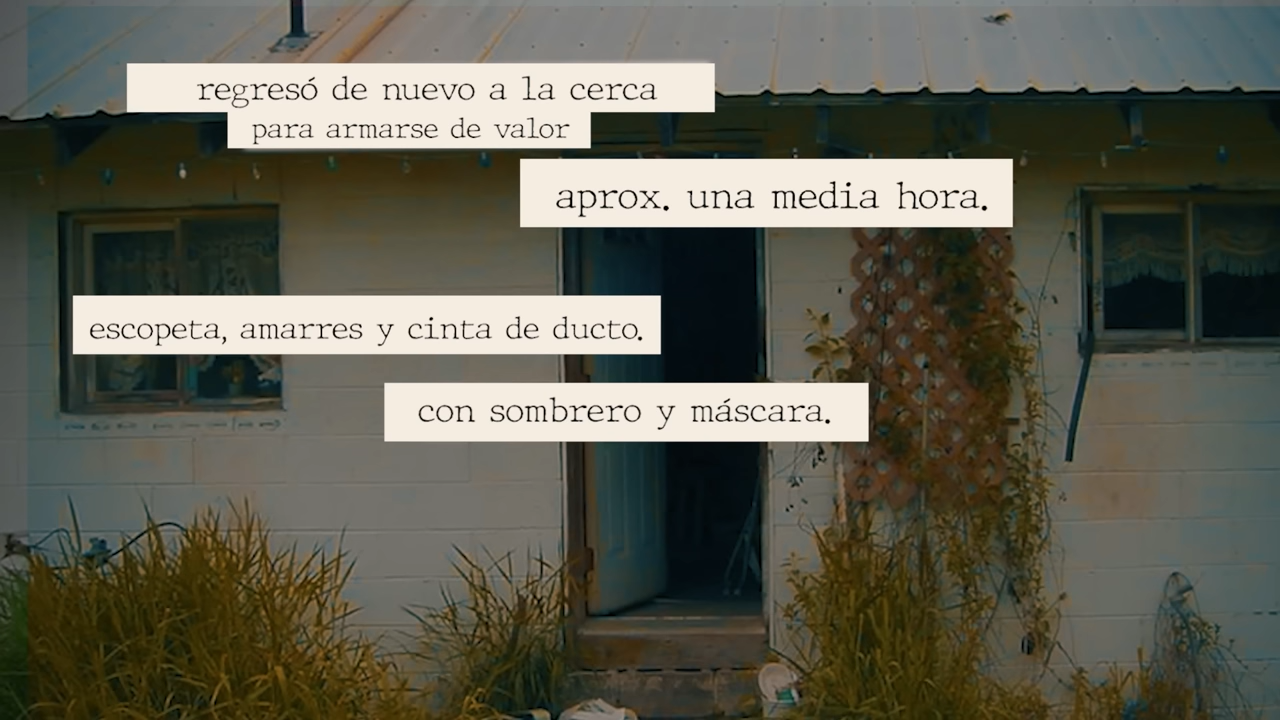 regresó de nuevo a la cerca
para armarse de valor
aprox. una media hora.
escopeta, amarres y cinta de ducto.
con sombrero y máscara.